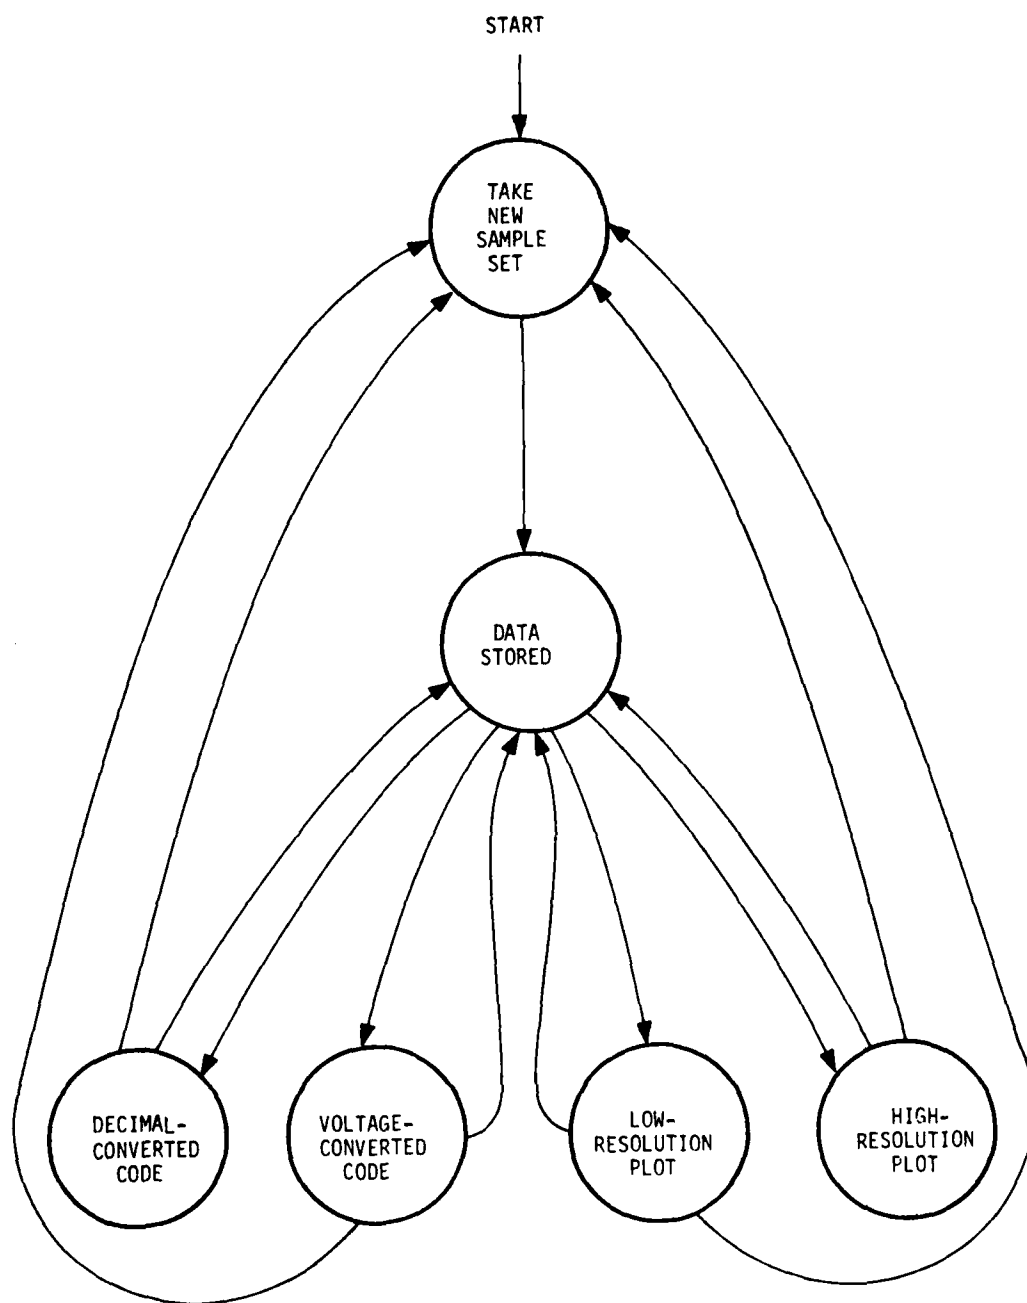 START
TAKE
NEW
SAMPLE
SET
DATA
STORED
DECIMAL-
CONVERTED
CODE
VOLTAGE-
CONVERTED
CODE
LOW-
RESOLUTION
PLOT
HIGH-
RESOLUTION
PLOT